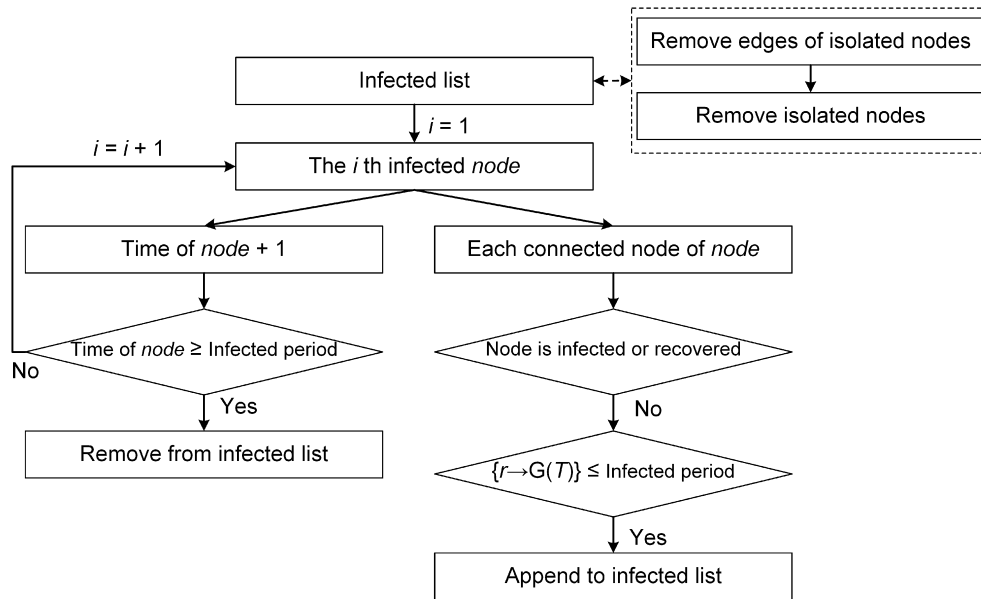 Remove edges of isolated nodes
Infected list
Remove isolated nodes
i = 1
i = i + 1
The i th infected node
Time of node + 1
Each connected node of node
Time of node ≥ Infected period
Node is infected or recovered
No
Yes
No
Remove from infected list
{r→G(T)} ≤ Infected period
Yes
Append to infected list